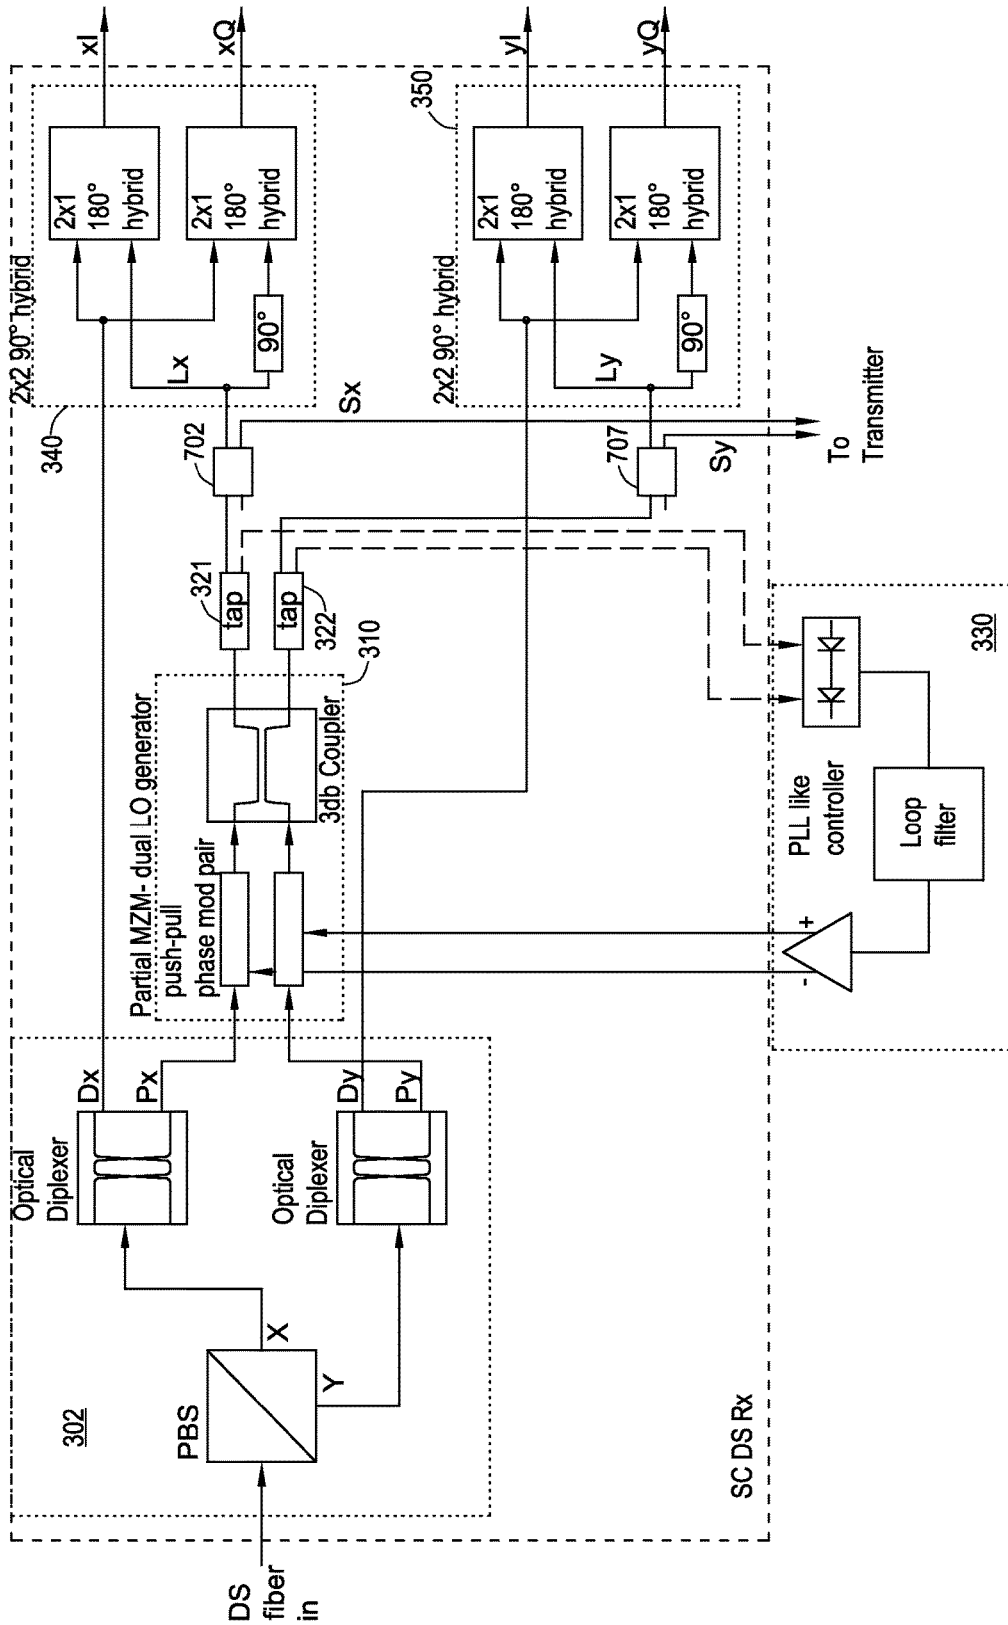 DS
fiber
in
302
PBS
X
Y
Optical
Diplexer
Dx
Px
Optical
Diplexer
Dy
Py
Partial MZM- dual LO generator
push-pull
phase mod pair
3db Coupler
310
tap
321
tap
322
702
707
Sx
Sy
To
Transmitter
340
2x2 90° hybrid
Lx
90°
2x1
180°
hybrid
2x1
180°
hybrid
xI
xQ
350
2x2 90° hybrid
Ly
90°
2x1
180°
hybrid
2x1
180°
hybrid
yI
yQ
SC DS Rx
-
+
PLL like
controller
Loop
filter
330